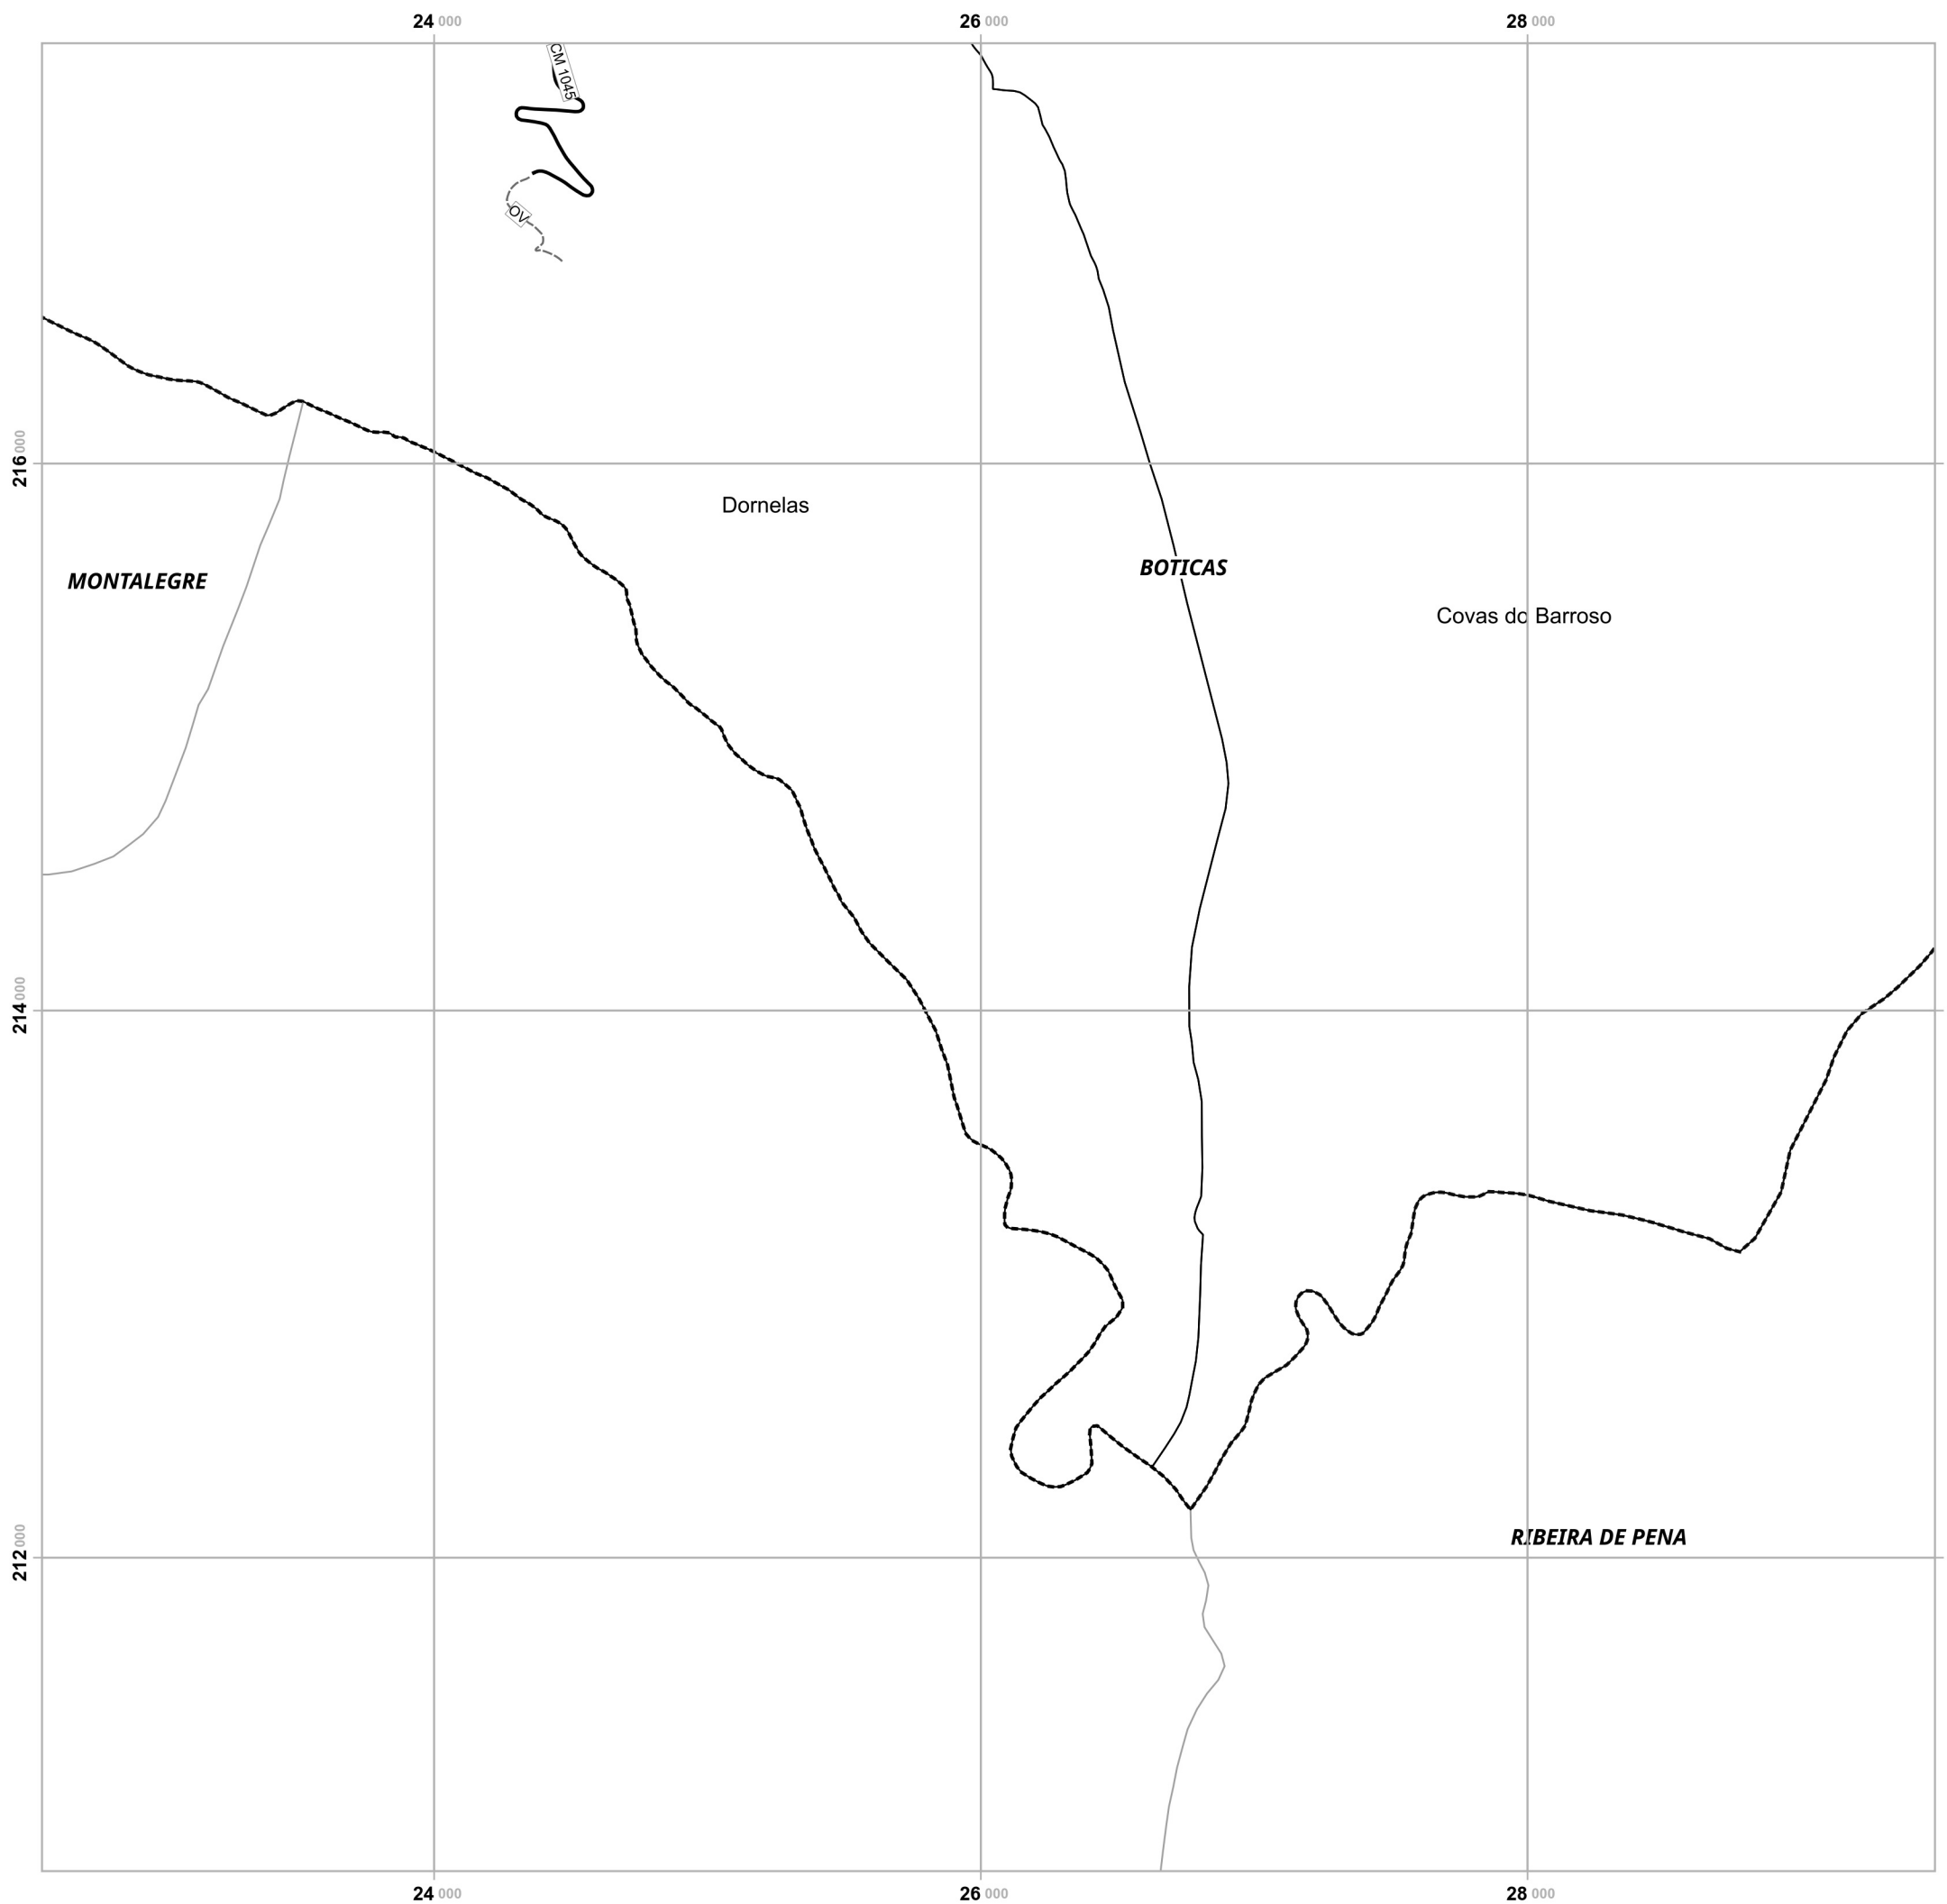 24 000
26 000
28 000
CM 1045
OV
216 000
Dornelas
BOTICAS
MONTALEGRE
Covas do Barroso
214 000
RIBEIRA DE PENA
212 000
24 000
26 000
28 000